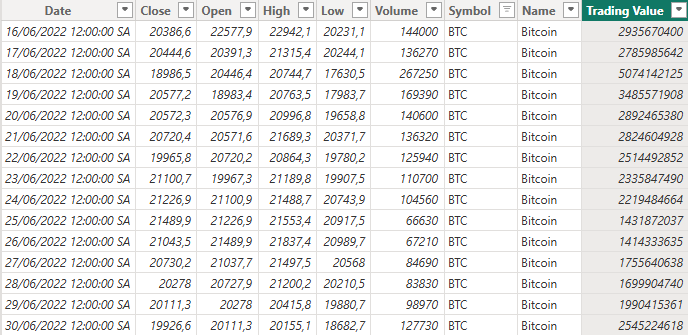 Date Close Open High Low Volume Symbol Name Trading Value
16/06/2022 12:00:00 SA 20386,6 22577,9 22942,1 20231,1 144000 BTC Bitcoin 2935670400
17/06/2022 12:00:00 SA 20444,6 20391,3 21315,4 20244,1 136270 BTC Bitcoin 2785985642
18/06/2022 12:00:00 SA 18986,5 20446,4 20744,7 17630,5 267250 BTC Bitcoin 5074142125
19/06/2022 12:00:00 SA 20577,2 18983,4 20763,5 17983,7 169390 BTC Bitcoin 3485571908
20/06/2022 12:00:00 SA 20572,3 20576,9 20996,8 19658,8 140600 BTC Bitcoin 2892465380
21/06/2022 12:00:00 SA 20720,4 20571,6 21689,3 20371,7 136320 BTC Bitcoin 2824604928
22/06/2022 12:00:00 SA 19965,8 20720,2 20864,3 19780,2 125940 BTC Bitcoin 2514492852
23/06/2022 12:00:00 SA 21100,7 19967,3 21189,8 19907,5 110700 BTC Bitcoin 2335847490
24/06/2022 12:00:00 SA 21226,9 21100,9 21488,7 20743,9 104560 BTC Bitcoin 2219484664
25/06/2022 12:00:00 SA 21489,9 21226,9 21553,4 20917,5 66630 BTC Bitcoin 1431872037
26/06/2022 12:00:00 SA 21043,5 21489,9 21837,4 20989,7 67210 BTC Bitcoin 1414333635
27/06/2022 12:00:00 SA 20730,2 21037,7 21497,5 20568 84690 BTC Bitcoin 1755640638
28/06/2022 12:00:00 SA 20278 20727,9 21200,2 20210,5 83830 BTC Bitcoin 1699904740
29/06/2022 12:00:00 SA 20111,3 20278 20415,8 19880,7 98970 BTC Bitcoin 1990415361
30/06/2022 12:00:00 SA 19926,6 20111,3 20155,1 18682,7 127730 BTC Bitcoin 2545224618